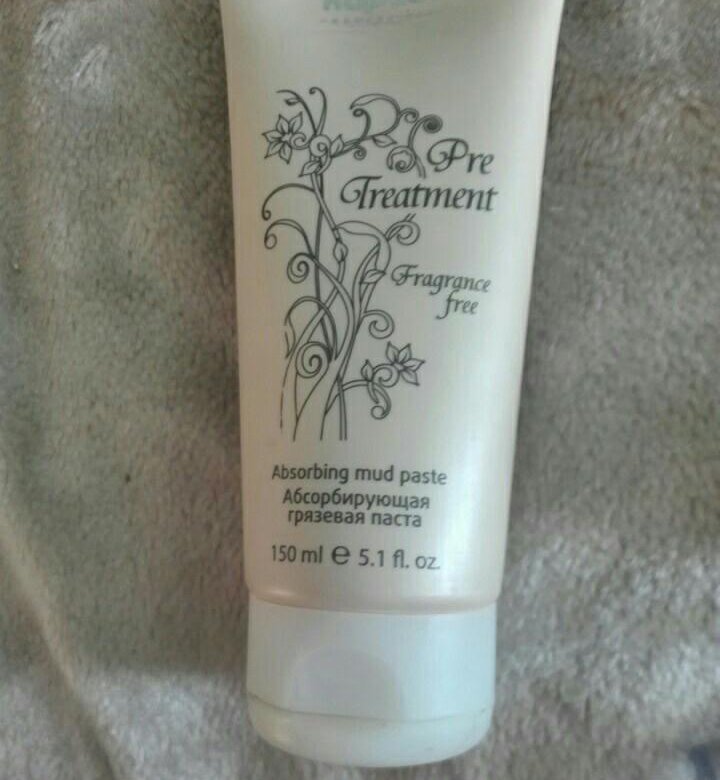 Pre
Treatment
Fragrance
free
Absorbing mud paste
Абсорбирующая
грязевая паста
150 ml e 5.1 fl. oz.